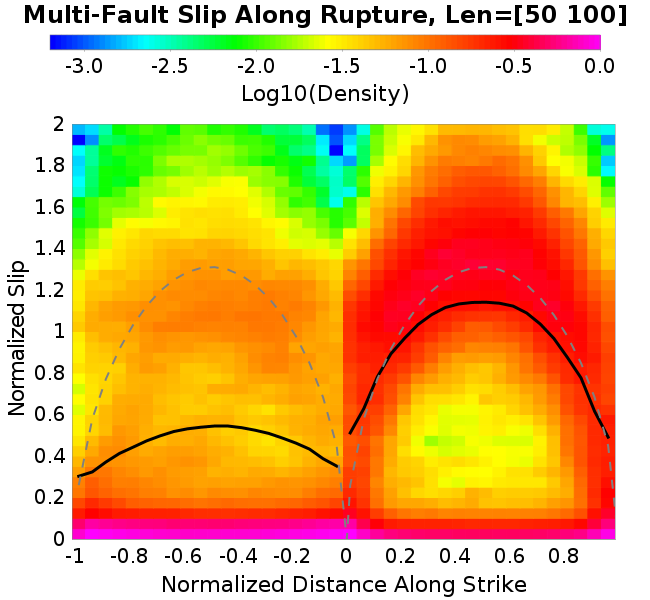 Multi-Fault Slip Along Rupture, Len=[50 100]
-3.0 -2.5 -2.0 -1.5 -1.0 -0.5 0.0
Log10(Density)
2
1.8
1.6
1.4
1.2
1
0.8
0.6
0.4
0.2
0
Normalized Slip
-1 -0.8 -0.6 -0.4 -0.2 0 0.2 0.4 0.6 0.8
Normalized Distance Along Strike